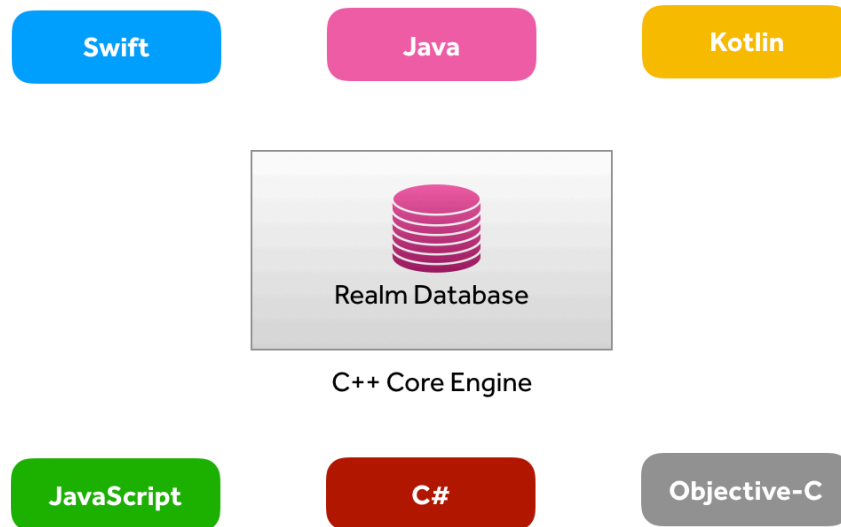 Swift
Java
Kotlin
Realm Database
C++ Core Engine
JavaScript
C#
Objective-C